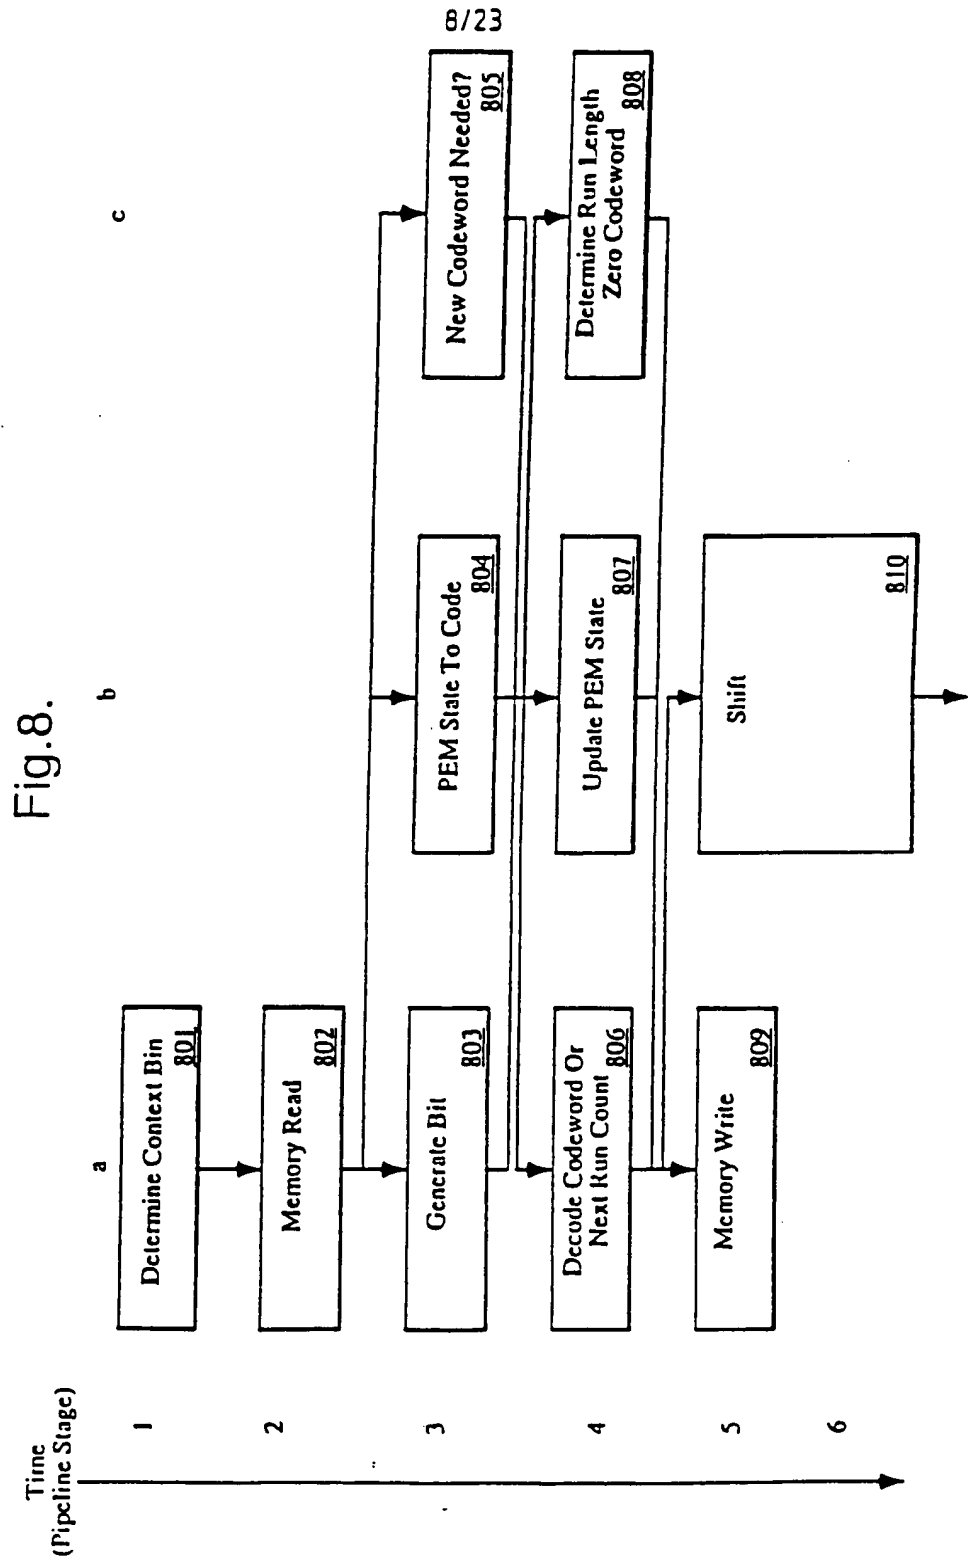 8/23
Fig.8.
Time
(Pipeline Stage)
a
b
c
1
Determine Context Bin
801
2
Memory Read
802
3
Generate Bit
803
PEM State To Code
804
New Codeword Needed?
805
4
Decode Codeword Or
Next Run Count
806
Update PEM State
807
Determine Run Length
Zero Codeword
808
5
Memory Write
809
Shift
810
6